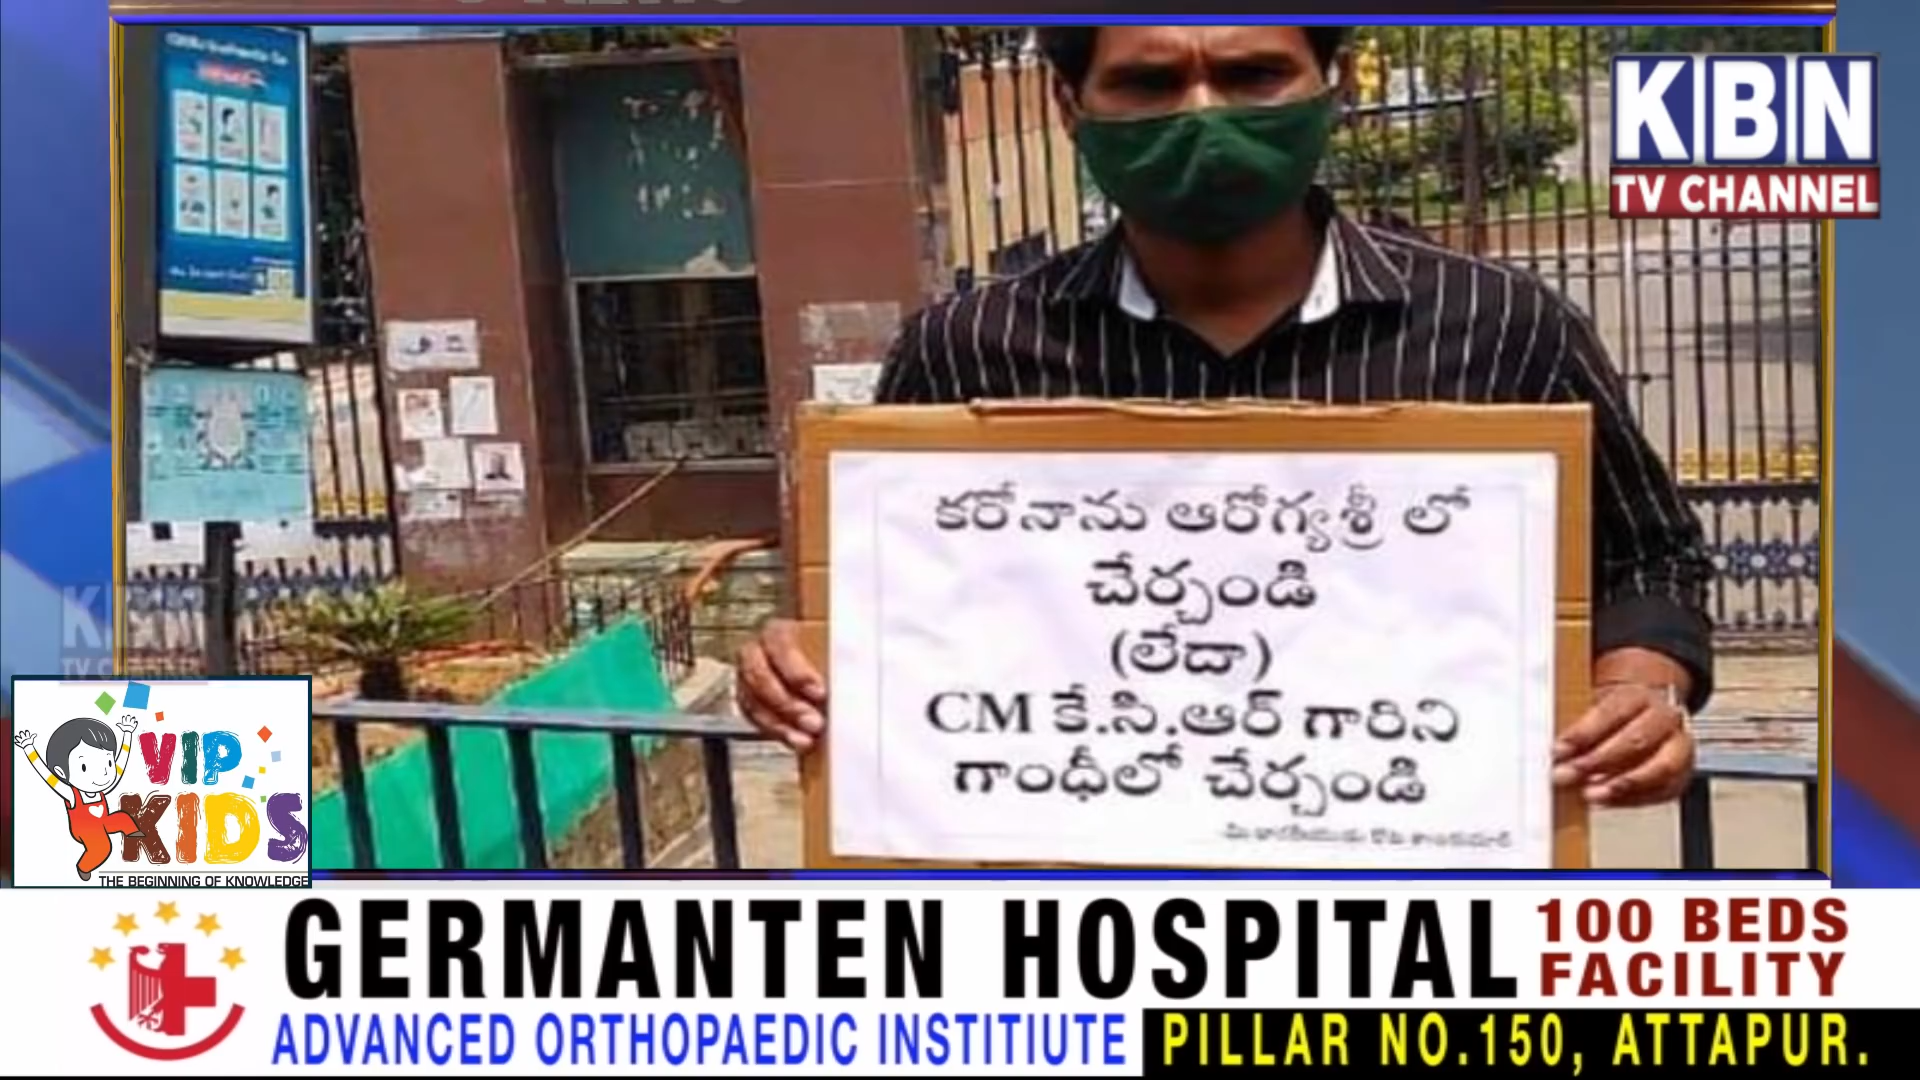 KBN
TV CHANNEL
కరోనాను ఆరోగ్యశ్రీ లో
చేర్చండి
(లేదా)
CM కే.సి.ఆర్ గారిని
గాంధీలో చేర్చండి
VIP
KIDS
THE BEGINNING OF KNOWLEDGE
GERMANTEN HOSPITAL
100 BEDS
FACILITY
ADVANCED ORTHOPAEDIC INSTITIUTE
PILLAR NO.150, ATTAPUR.